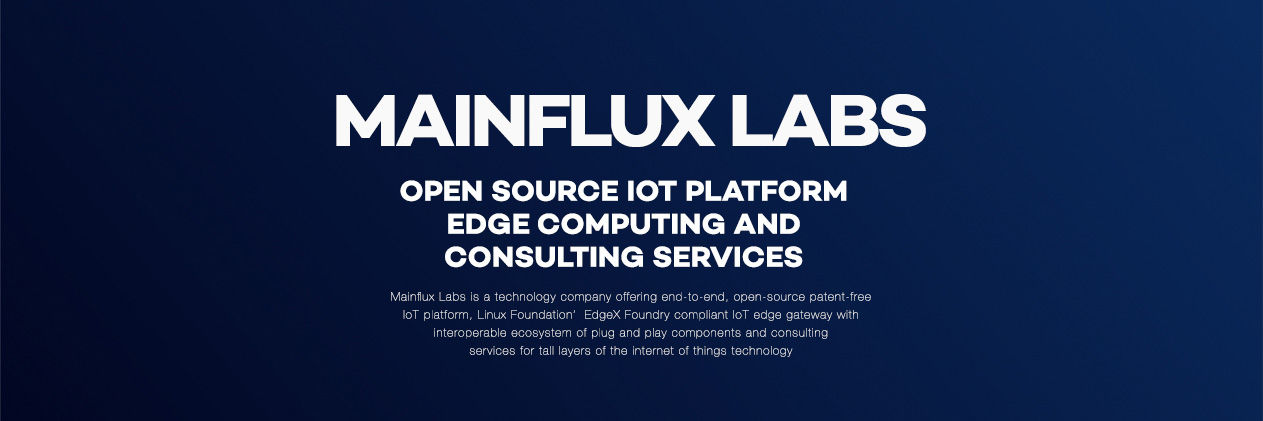 MAINFLUX LABS
OPEN SOURCE IOT PLATFORM
EDGE COMPUTING AND
CONSULTING SERVICES
Mainflux Labs is a technology company offering end-to-end, open-source patent-free
IoT platform, Linux Foundation' EdgeX Foundry compliant IoT edge gateway with
interoperable ecosystem of plug and play components and consulting
services for tall layers of the internet of things technology